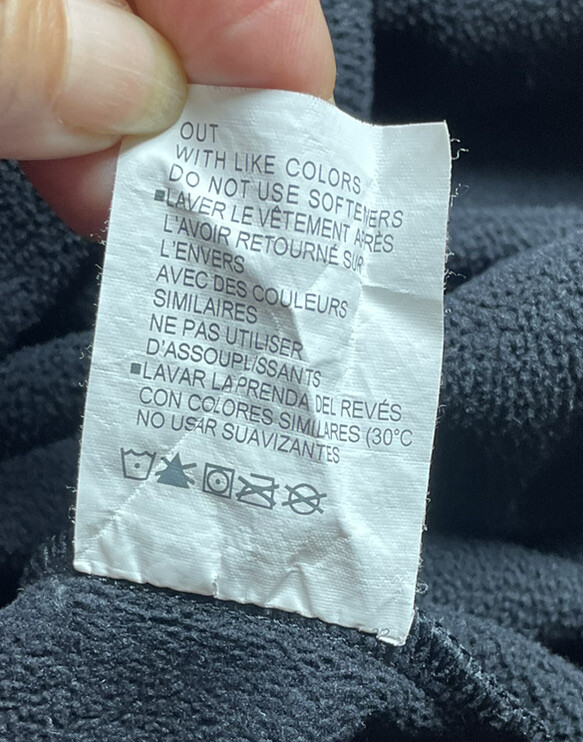 OUT
WITH LIKE COLORS
DO NOT USE SOFTENERS
■LAVER LE VÊTEMENT APRÈS
L'AVOIR RETOURNÉ SUR
L'ENVERS
AVEC DES COULEURS
SIMILAIRES
NE PAS UTILISER
D'ASSOUPLISSANTS
■LAVAR LA PRENDA DEL REVÉS
CON COLORES SIMILARES (30°C
NO USAR SUAVIZANTES